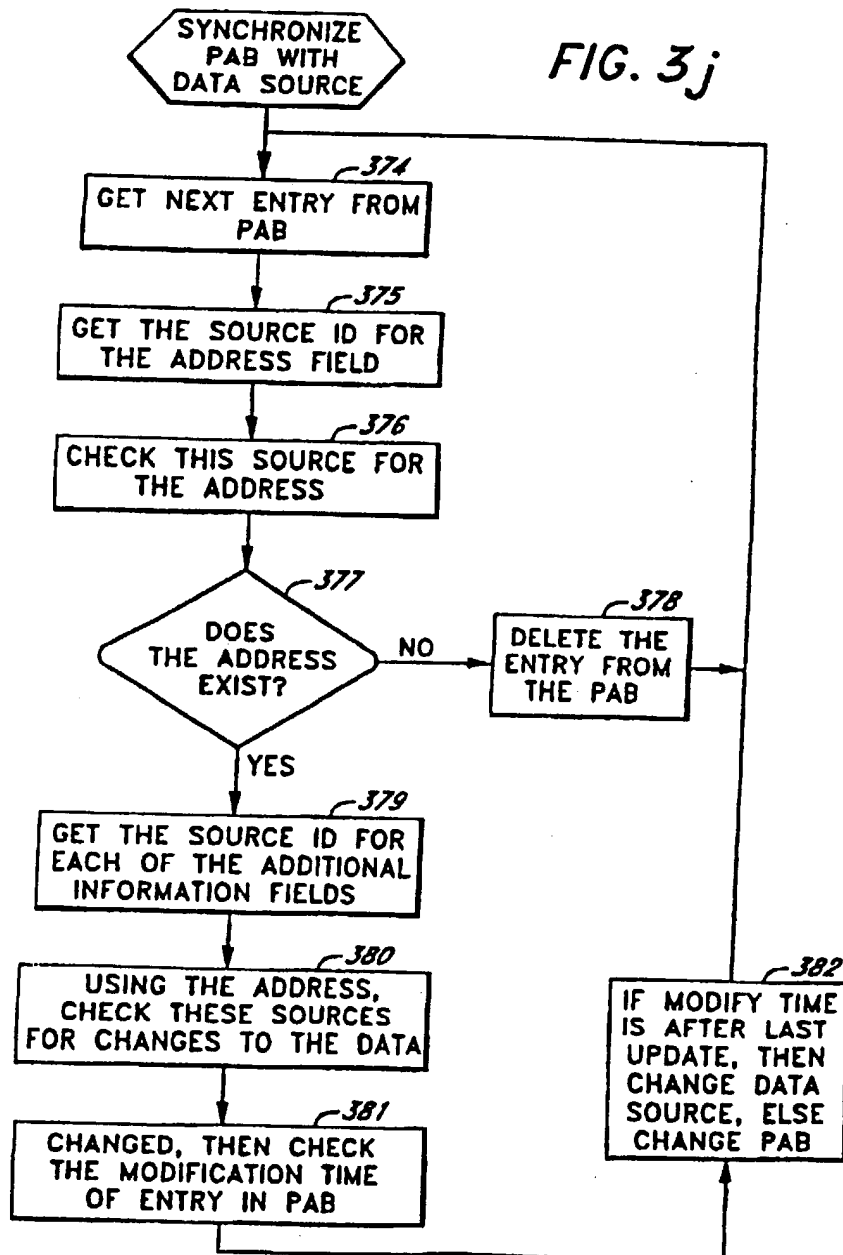 SYNCHRONIZE
PAB WITH
DATA SOURCE
FIG. 3j
374
GET NEXT ENTRY FROM
PAB
375
GET THE SOURCE ID FOR
THE ADDRESS FIELD
376
CHECK THIS SOURCE FOR
THE ADDRESS
377
DOES
THE ADDRESS
EXIST?
NO
378
DELETE THE
ENTRY FROM
THE PAB
YES
379
GET THE SOURCE ID FOR
EACH OF THE ADDITIONAL
INFORMATION FIELDS
380
USING THE ADDRESS,
CHECK THESE SOURCES
FOR CHANGES TO THE DATA
381
CHANGED, THEN CHECK
THE MODIFICATION TIME
OF ENTRY IN PAB
382
IF MODIFY TIME
IS AFTER LAST
UPDATE, THEN
CHANGE DATA
SOURCE, ELSE
CHANGE PAB